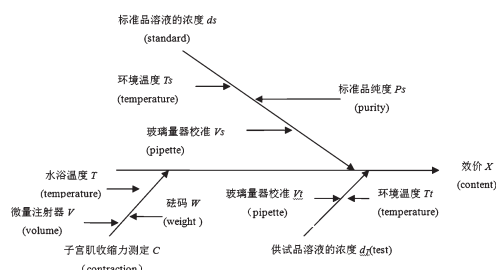 标准品溶液的浓度 ds
(standard)
环境温度 Ts
(temperature)
标准品纯度 Ps
(purity)
玻璃量器校准 Vs
(pipette)
效价 X
(content)
水浴温度 T
(temperature)
砝码 W
(weight )
微量注射器 V
(volume)
玻璃量器校准 Vt
(pipette)
环境温度 Tt
(temperature)
子宫肌收缩力测定 C
(contraction)
供试品溶液的浓度 dT(test)